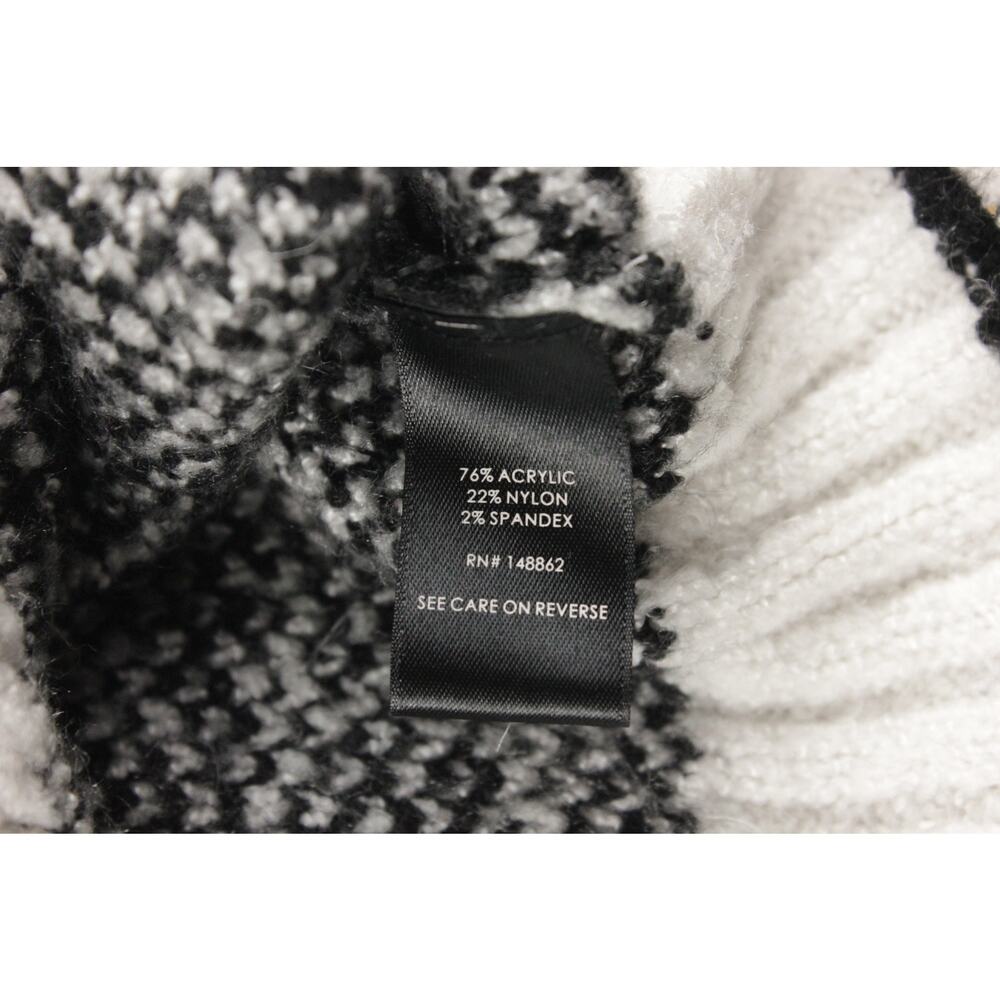 76% ACRYLIC
22% NYLON
2% SPANDEX
RN# 148862
SEE CARE ON REVERSE